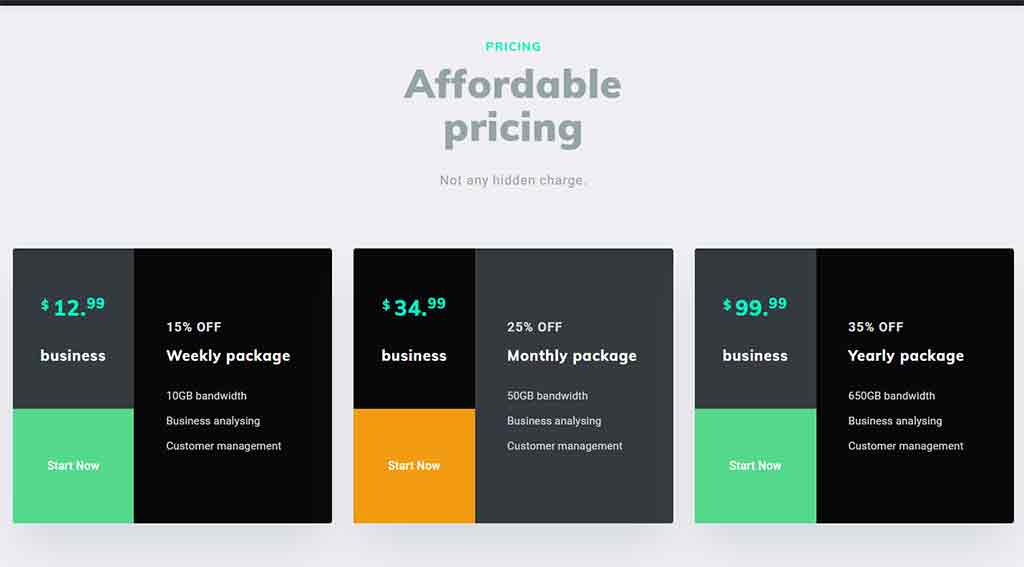 PRICING
Affordable
pricing
Not any hidden charge.
$ 12.99
business
Start Now
15% OFF
Weekly package
10GB bandwidth
Business analysing
Customer management
$ 34.99
business
Start Now
25% OFF
Monthly package
50GB bandwidth
Business analysing
Customer management
$ 99.99
business
Start Now
35% OFF
Yearly package
650GB bandwidth
Business analysing
Customer management